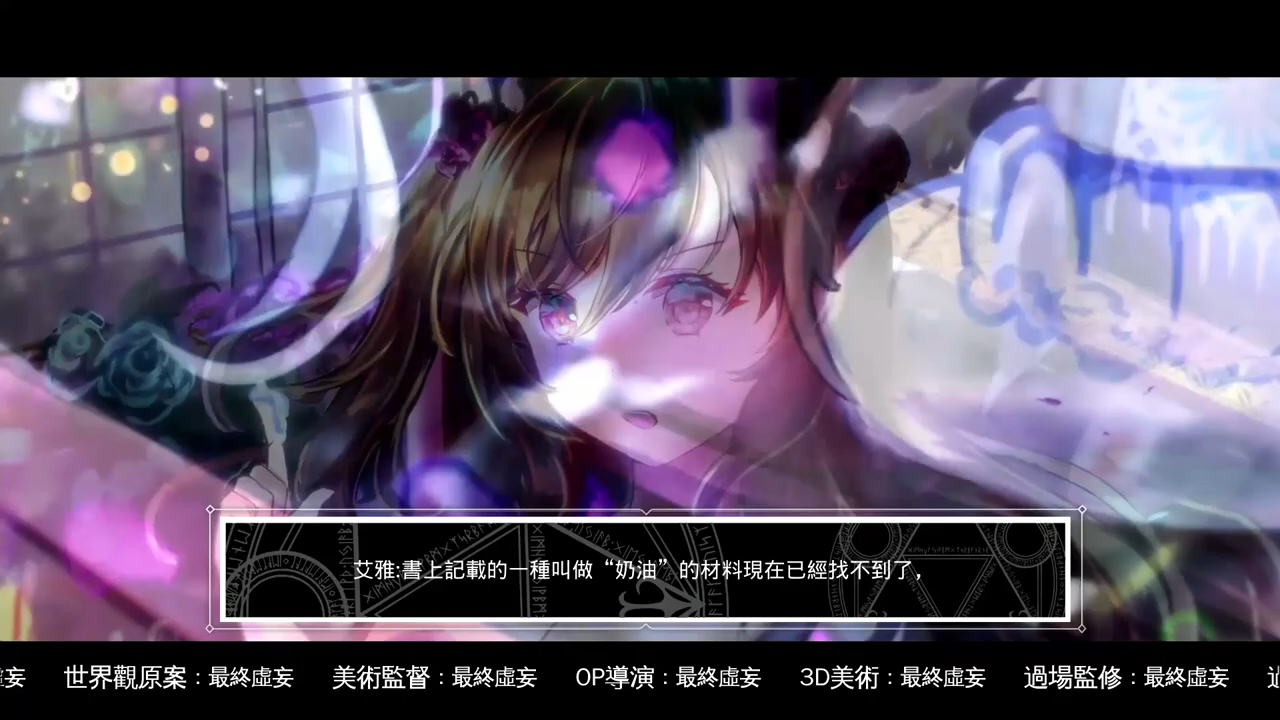 艾雅:書上記載的一種叫做“奶油”的材料現在已經找不到了，
妄 世界觀原案：最終虛妄 美術監督：最終虛妄 OP導演：最終虛妄 3D美術：最終虛妄 過場監修：最終虛妄